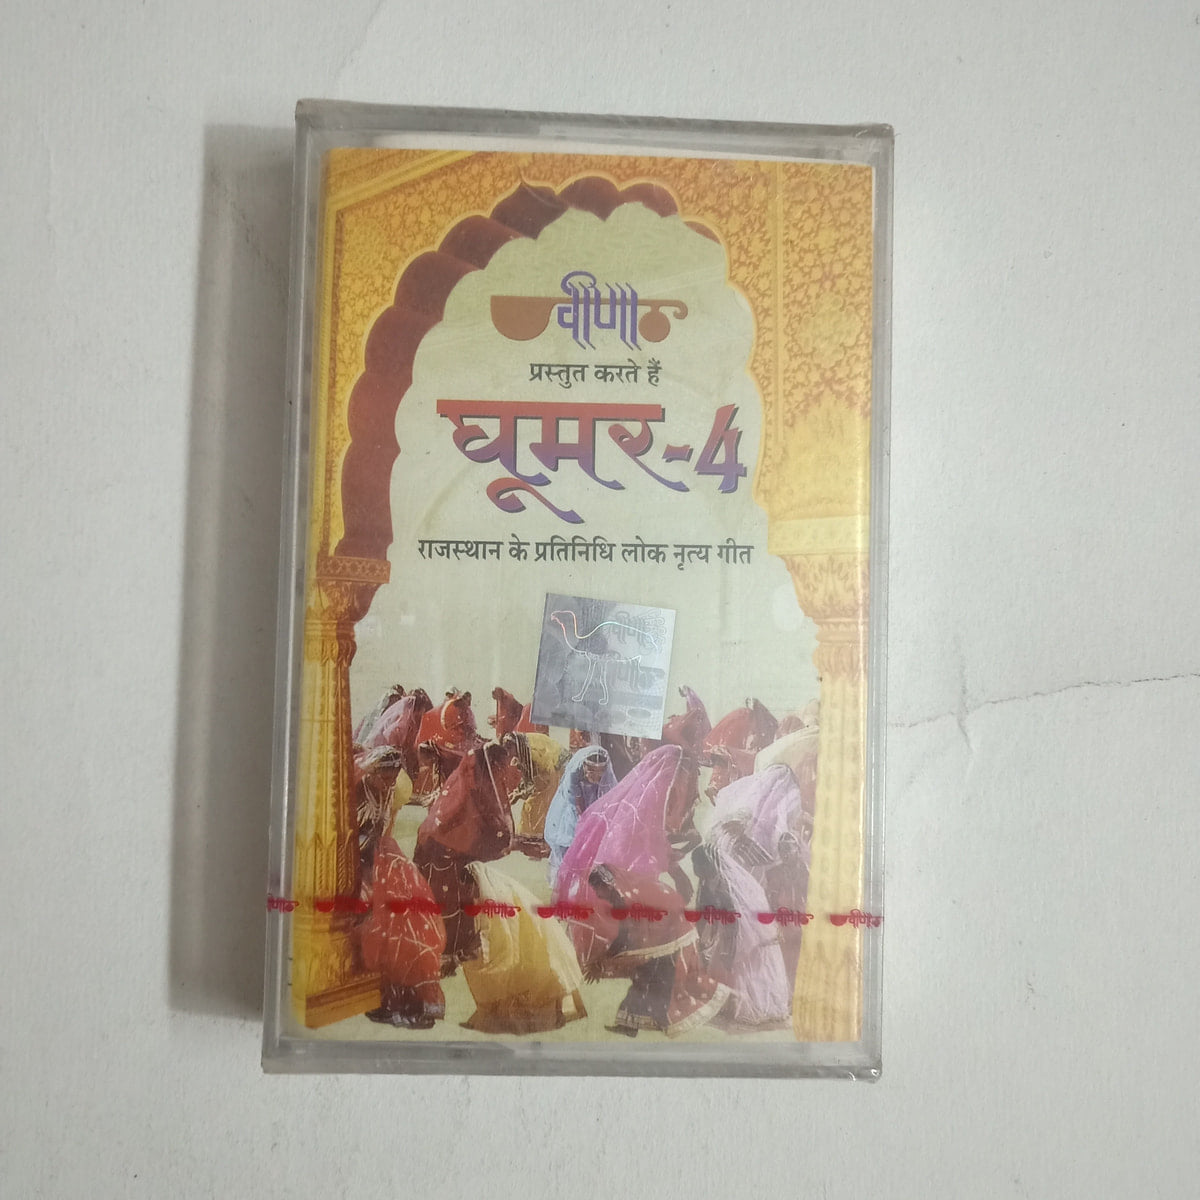 वीणा
प्रस्तुत करते हैं
घूमर-4
राजस्थान के प्रतिनिधि लोक नृत्य गीत
वीणा
वीणा वीणा वीणा वीणा वीणा वीणा वीणा वीणा वीणा